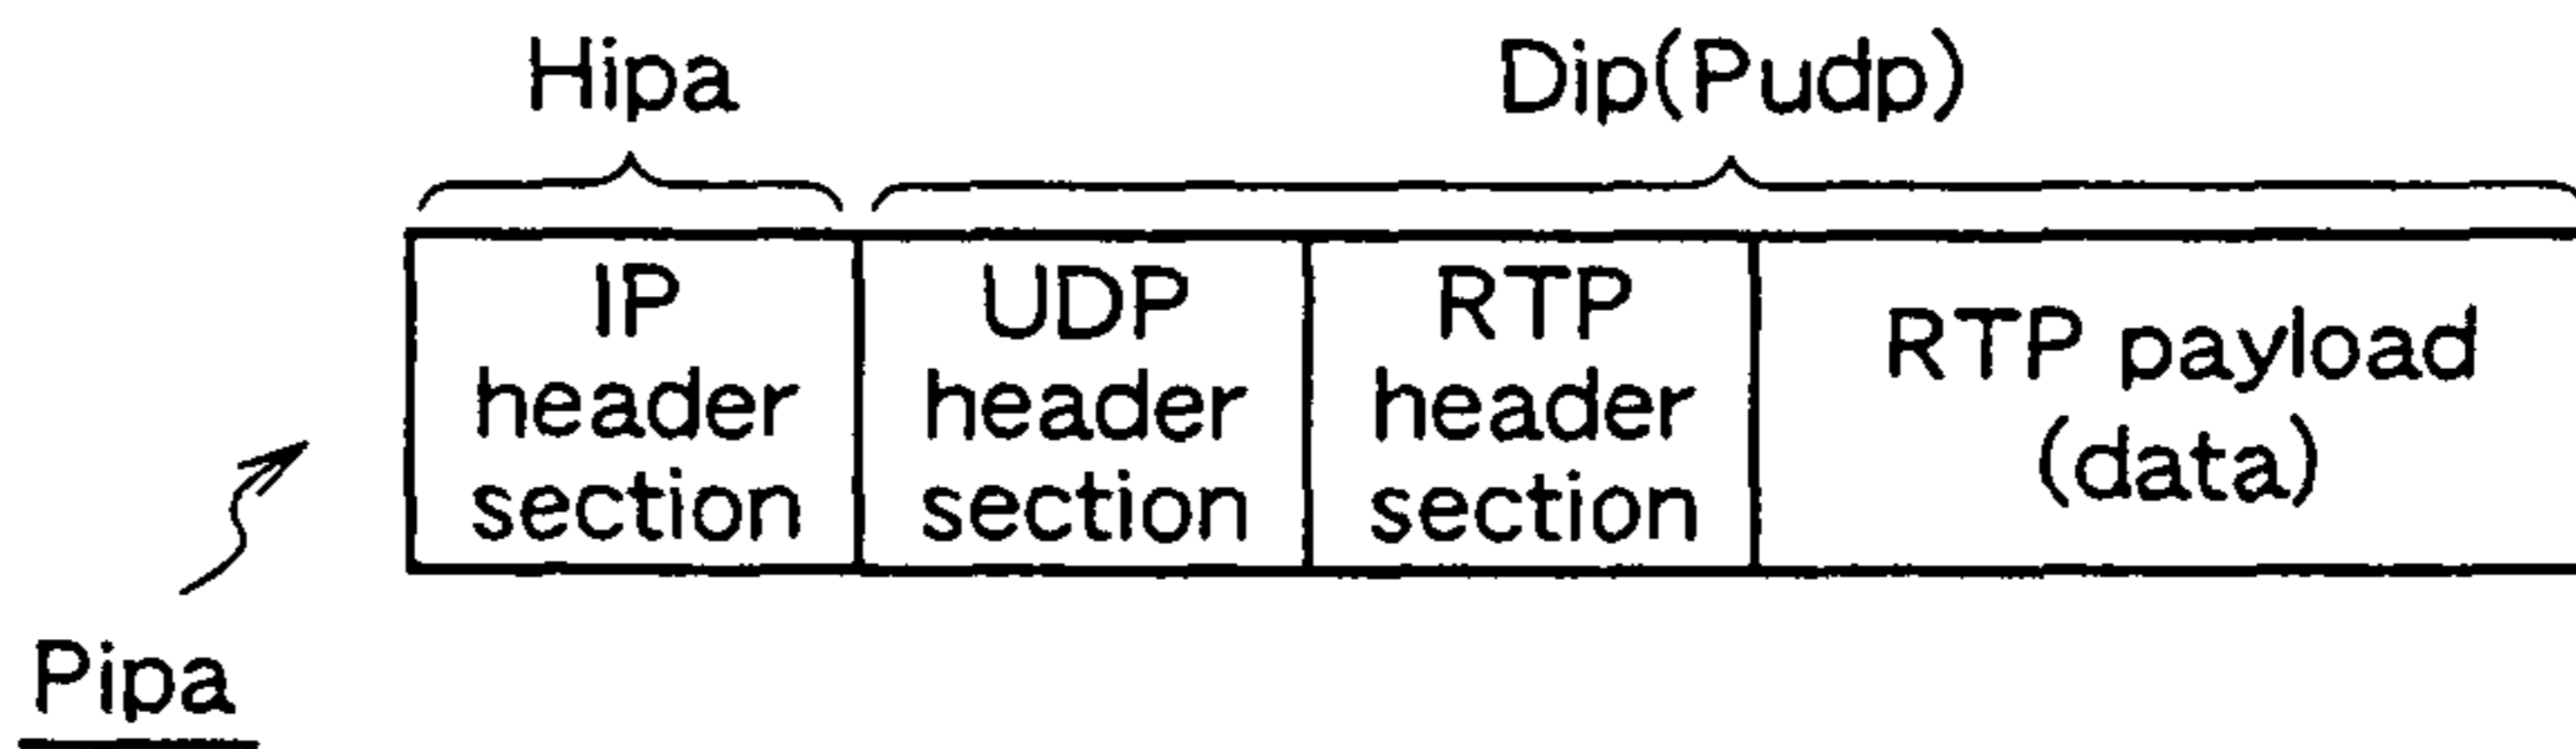 Hipa
Dip(Pudp)
IP
header
section
UDP
header
section
RTP
header
section
RTP payload
(data)
Pipa